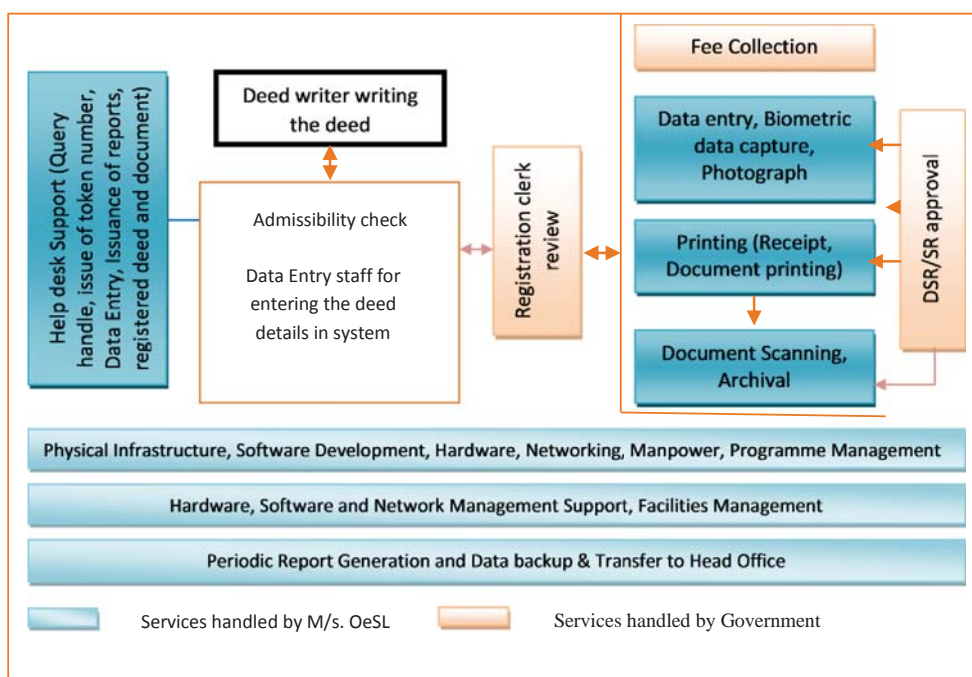 Help desk Support (Query
handle, issue of token number,
Data Entry, Issuance of reports,
registered deed and document)
Deed writer writing
the deed
Admissibility check
Data Entry staff for
entering the deed
details in system
Registration clerk
review
Fee Collection
Data entry, Biometric
data capture,
Photograph
Printing (Receipt,
Document printing)
Document Scanning,
Archival
DSR/SR approval
Physical Infrastructure, Software Development, Hardware, Networking, Manpower, Programme Management
Hardware, Software and Network Management Support, Facilities Management
Periodic Report Generation and Data backup & Transfer to Head Office
Services handled by M/s. OeSL
Services handled by Government